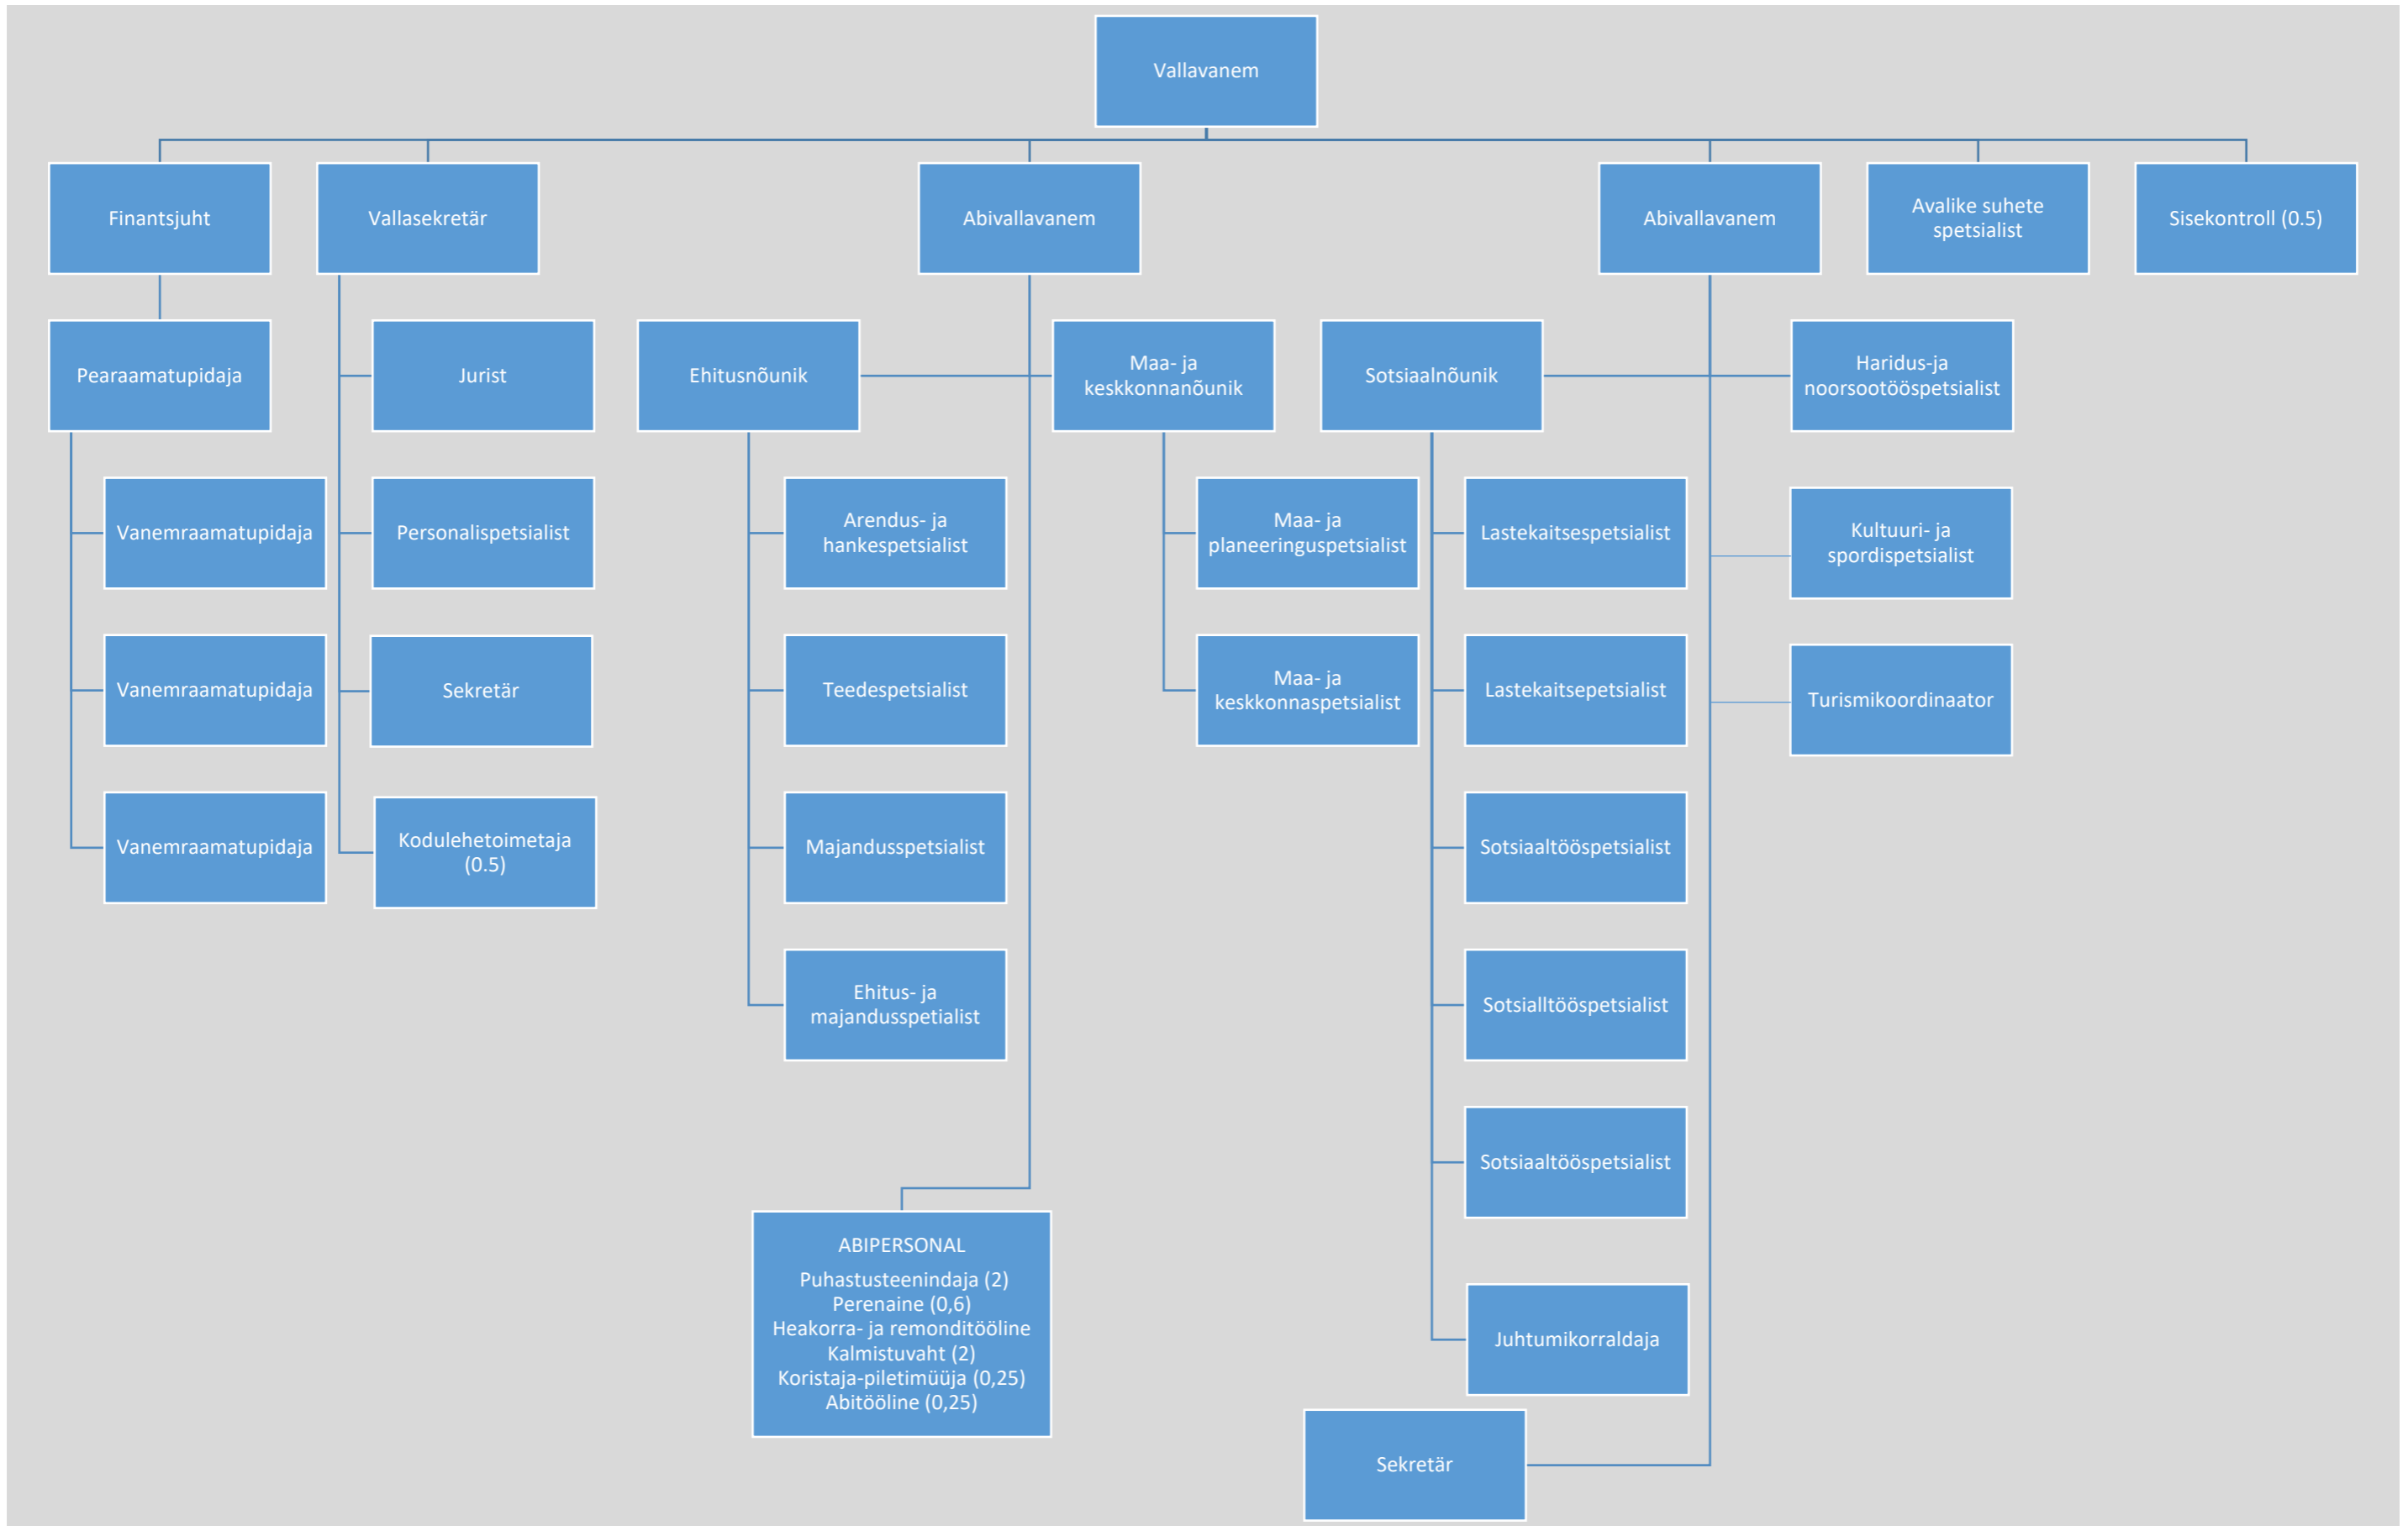 Vallavanem
Finantsjuht
Vallasekretär
Abivallavanem
Abivallavanem
Avalike suhete
spetsialist
Sisekontroll (0.5)
Pearaamatupidaja
Jurist
Ehitusnõunik
Maa- ja
keskkonnanõunik
Sotsiaalnõunik
Haridus-ja
noorsootööspetsialist
Vanemraamatupidaja
Personalispetsialist
Arendus- ja
hankespetsialist
Maa- ja
planeeringuspetsialist
Lastekaitsespetsialist
Kultuuri- ja
spordispetsialist
Vanemraamatupidaja
Sekretär
Teedespetsialist
Maa- ja
keskkonnaspetsialist
Lastekaitsepetsialist
Turismikoordinaator
Vanemraamatupidaja
Kodulehetoimetaja
(0.5)
Majandusspetsialist
Sotsiaaltööspetsialist
Ehitus- ja
majandusspetialist
Sotsialltööspetsialist
Sotsiaaltööspetsialist
ABIPERSONAL
Puhastusteenindaja (2)
Perenaine (0,6)
Heakorra- ja remonditööline
Kalmistuvaht (2)
Koristaja-piletimüüja (0,25)
Abitööline (0,25)
Juhtumikorraldaja
Sekretär